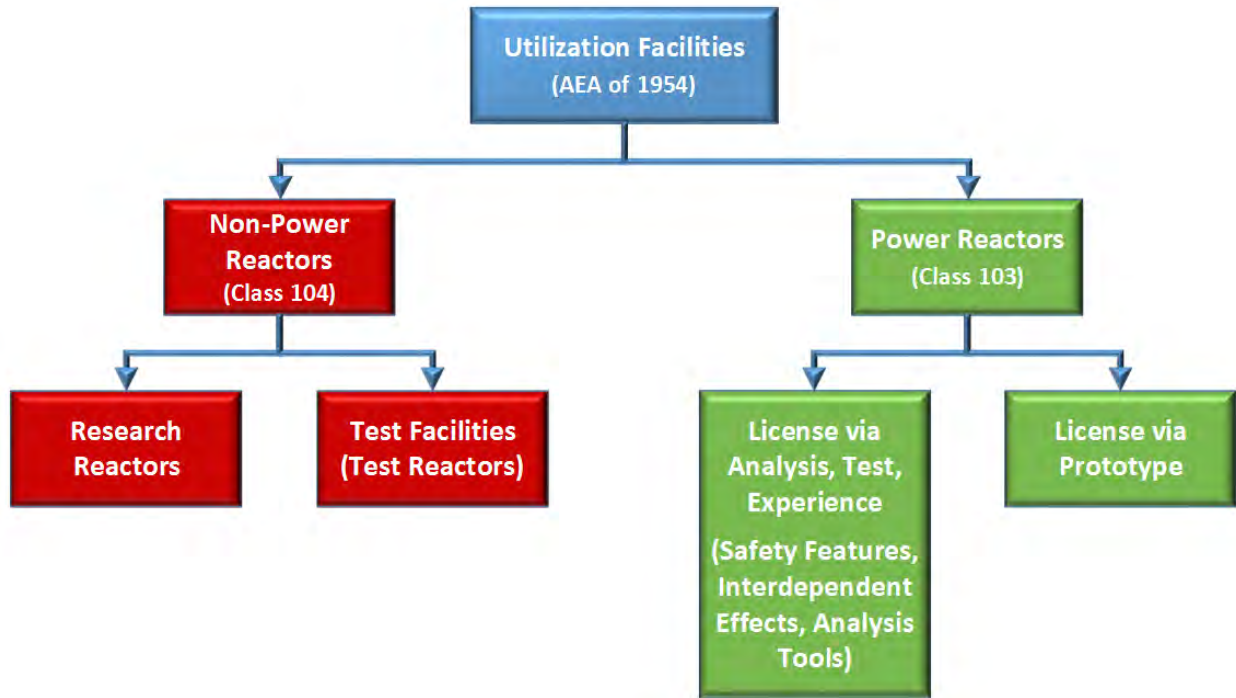 Utilization Facilities
(AEA of 1954)
Non-Power
Reactors
(Class 104)
Power Reactors
(Class 103)
Research
Reactors
Test Facilities
(Test Reactors)
License via
Analysis, Test,
Experience
(Safety Features,
Interdependent
Effects, Analysis
Tools)
License via
Prototype